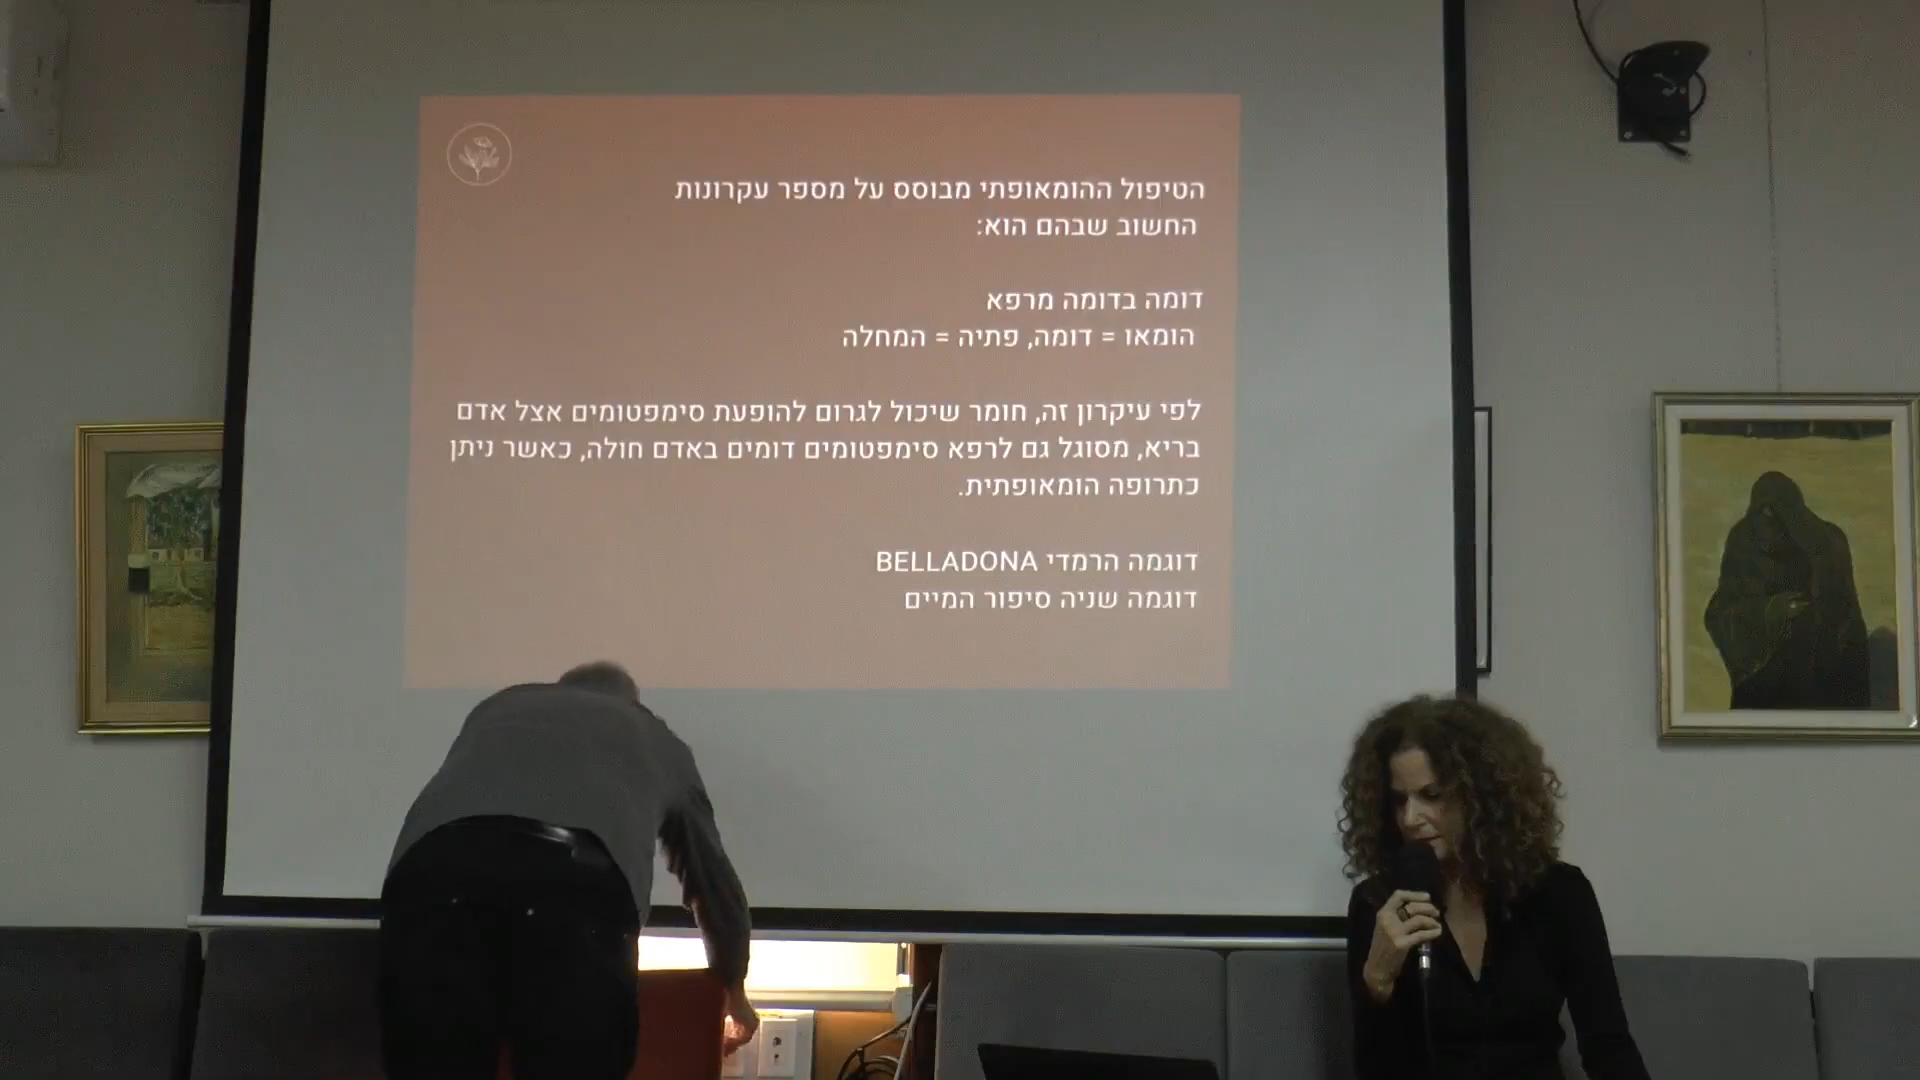 הטיפול ההומאופתי מבוסס על מספר עקרונות
החשוב שבהם הוא:
דומה בדומה מרפא
הומאו = דומה, פתיה = המחלה
לפי עיקרון זה, חומר שיכול לגרום להופעת סימפטומים אצל אדם
בריא, מסוגל גם לרפא סימפטומים דומים באדם חולה, כאשר ניתן
כתרופה הומאופתית.
דוגמה הרמדי BELLADONA
דוגמה שניה סיפור המיים